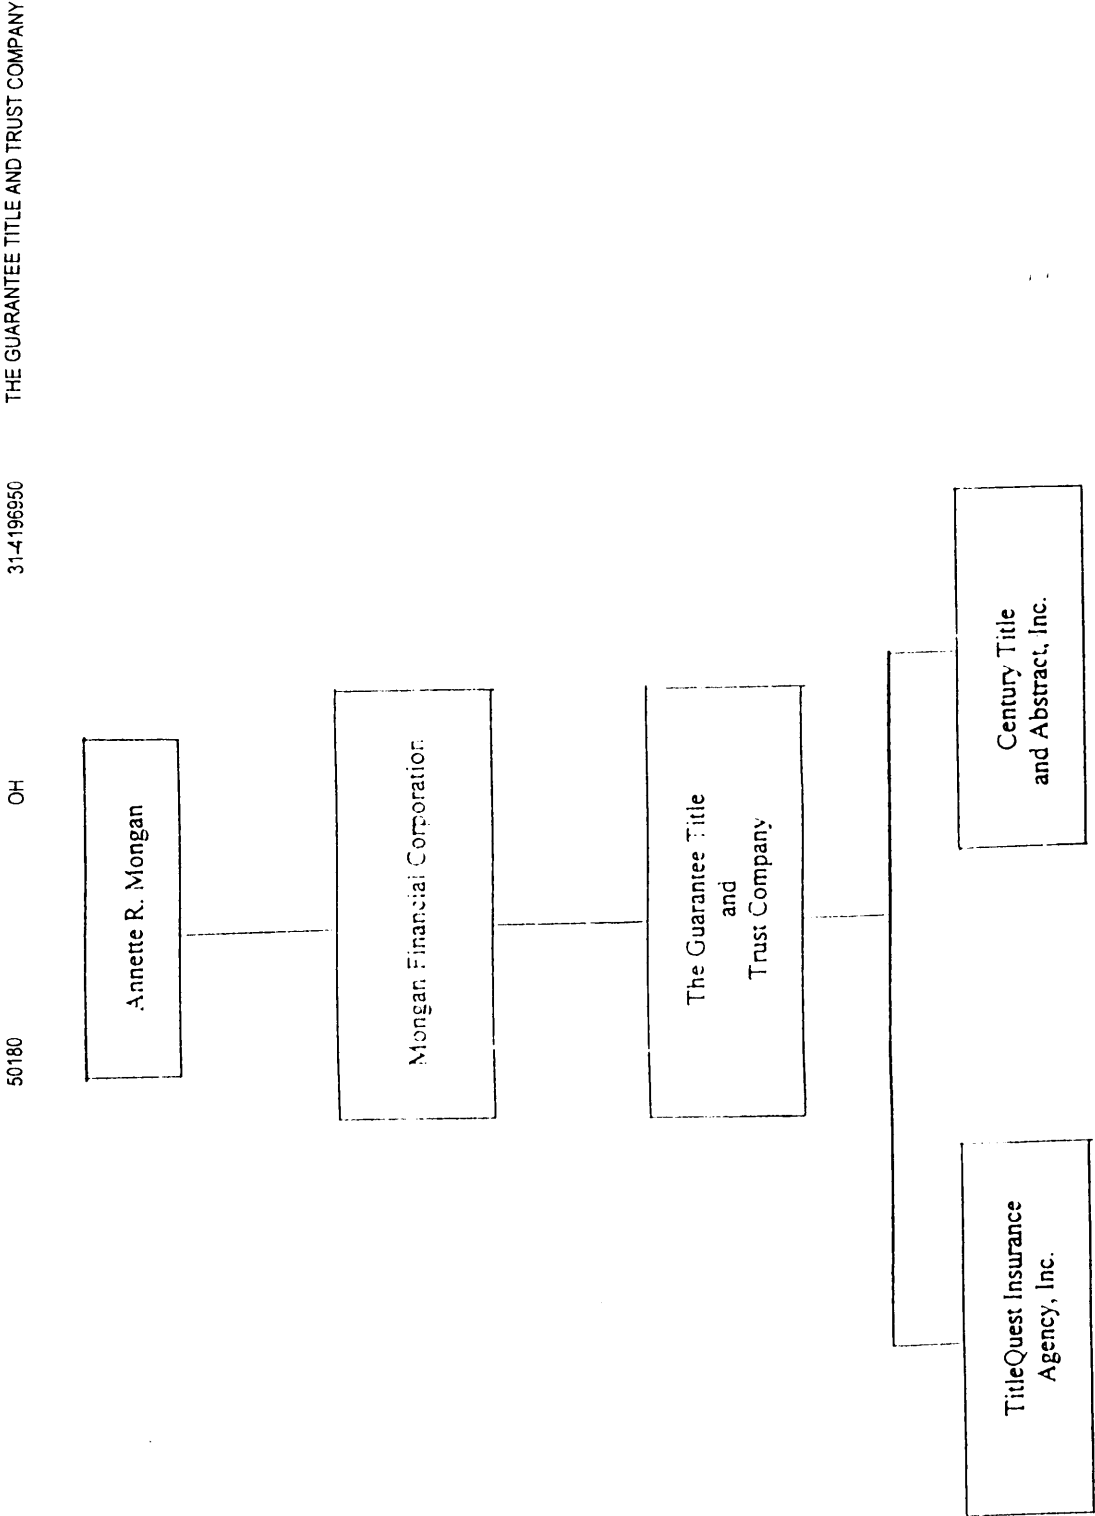 50180 OH 31-4196950 THE GUARANTEE TITLE AND TRUST COMPANY
Annette R. Mongan
Mongan Financial Corporation
The Guarantee Title
and
Trust Company
TitleQuest Insurance
Agency, Inc.
Century Title
and Abstract, Inc.